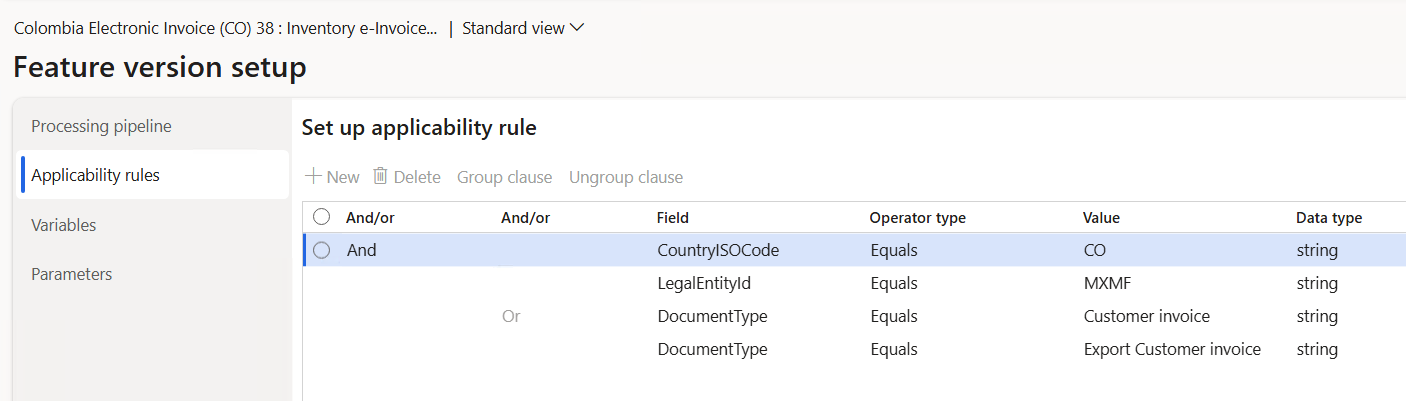 Colombia Electronic Invoice (CO) 38 : Inventory e-Invoice... | Standard view
Feature version setup
Processing pipeline
Applicability rules
Variables
Parameters
Set up applicability rule
New Delete Group clause Ungroup clause
And/or And/or Field Operator type Value Data type
And CountryISOCode Equals CO string
LegalEntityId Equals MXMF string
Or DocumentType Equals Customer invoice string
DocumentType Equals Export Customer invoice string